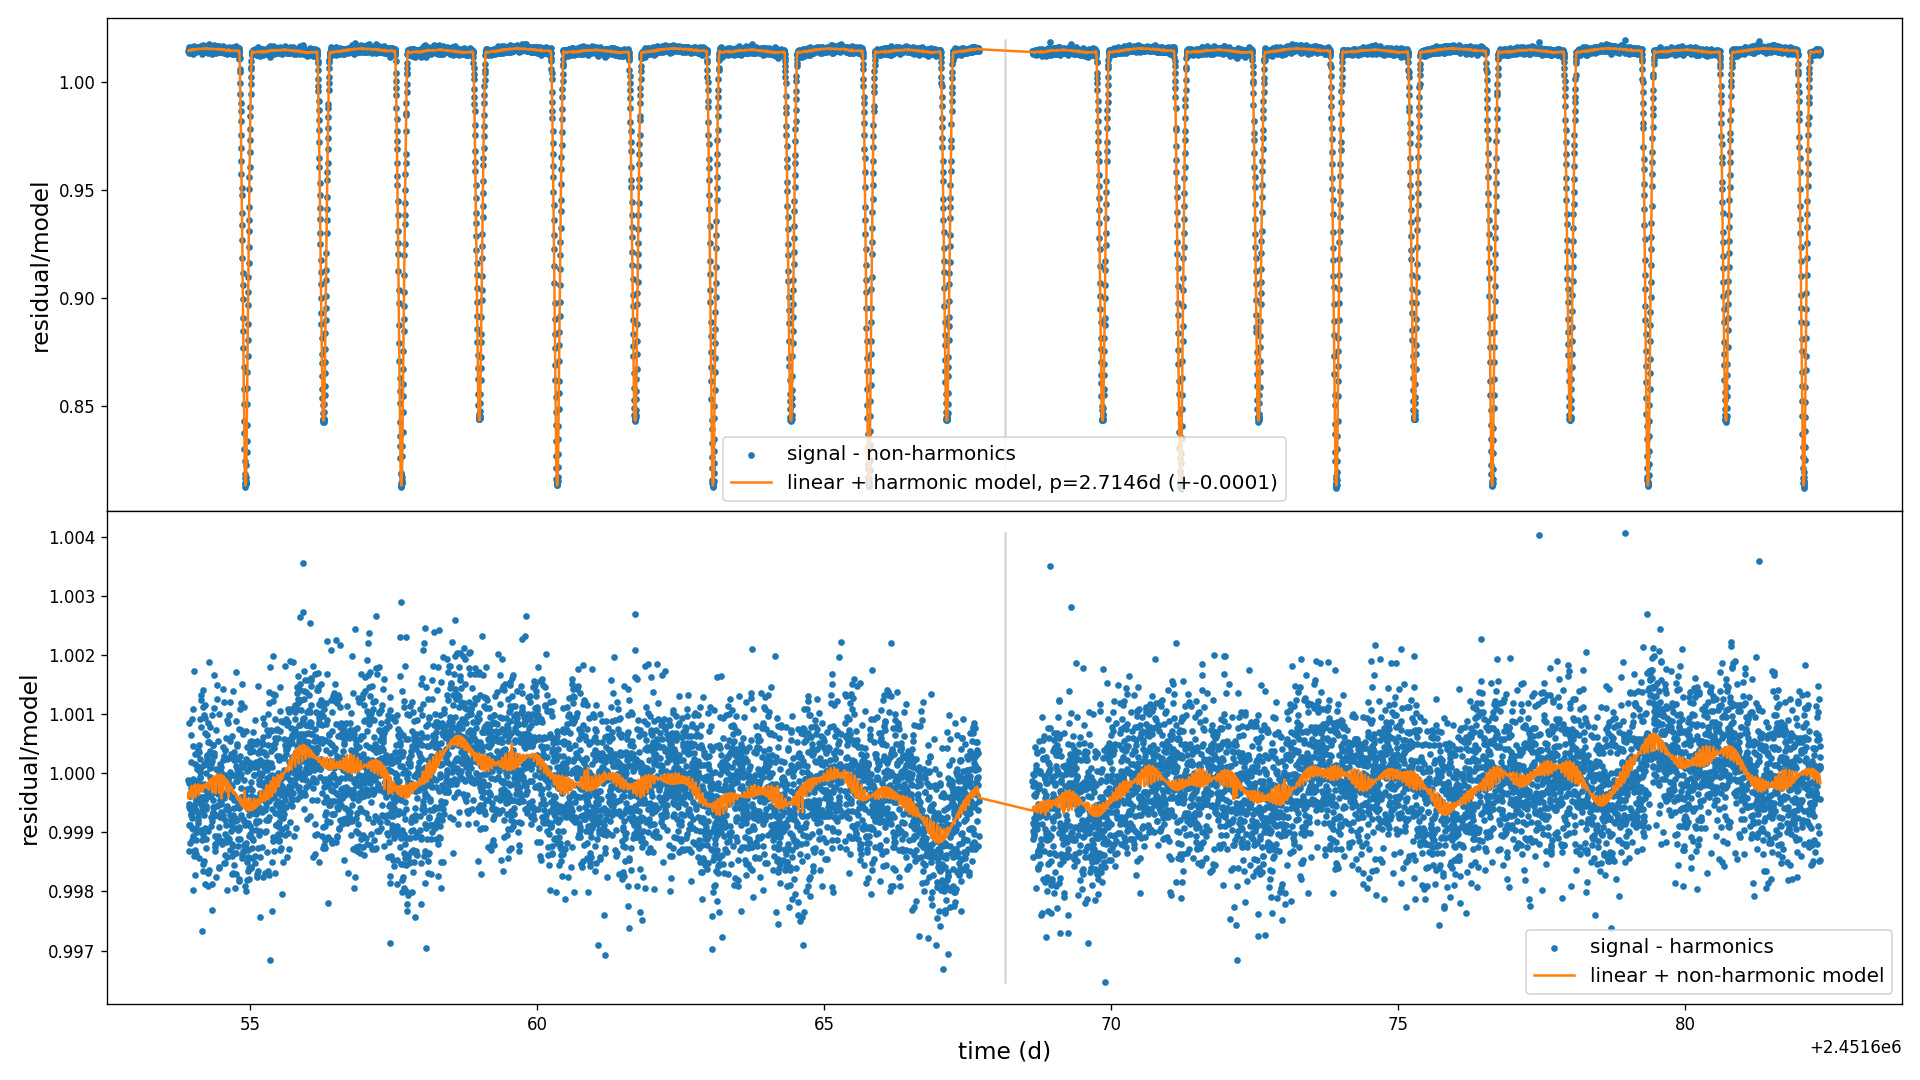 1.00
0.95
0.90
0.85
residual/model
signal - non-harmonics
linear + harmonic model, p=2.7146d (+-0.0001)
1.004
1.003
1.002
1.001
1.000
0.999
0.998
0.997
residual/model
signal - harmonics
linear + non-harmonic model
55 60 65 70 75 80
time (d)
+2.4516e6